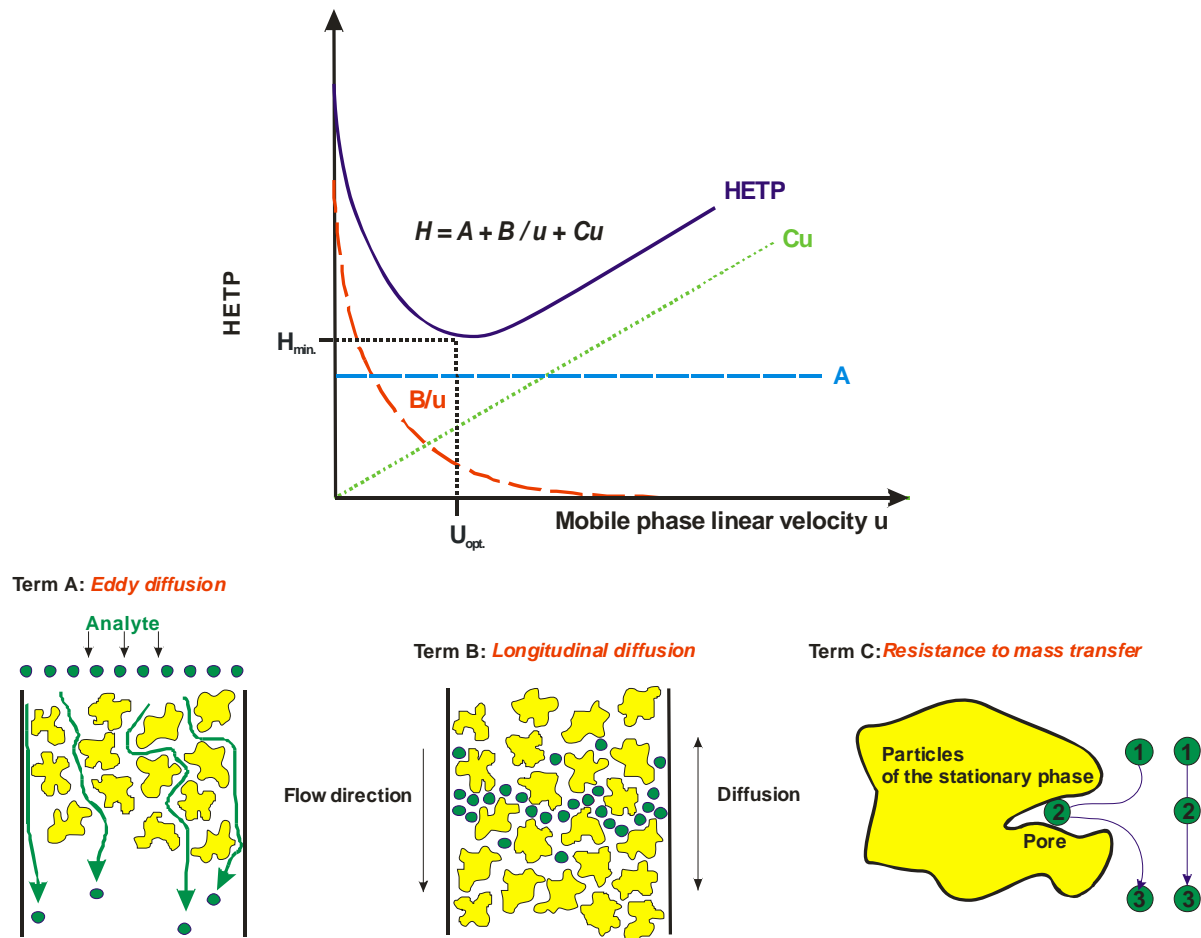 HETP
H = A + B / u + Cu
HETP
Cu
A
B/u
Hmin.
Uopt.
Mobile phase linear velocity u
Term A: Eddy diffusion
Analyte
Term B: Longitudinal diffusion
Flow direction
Diffusion
Term C:Resistance to mass transfer
Particles
of the stationary phase
Pore
1
2
3
1
2
3